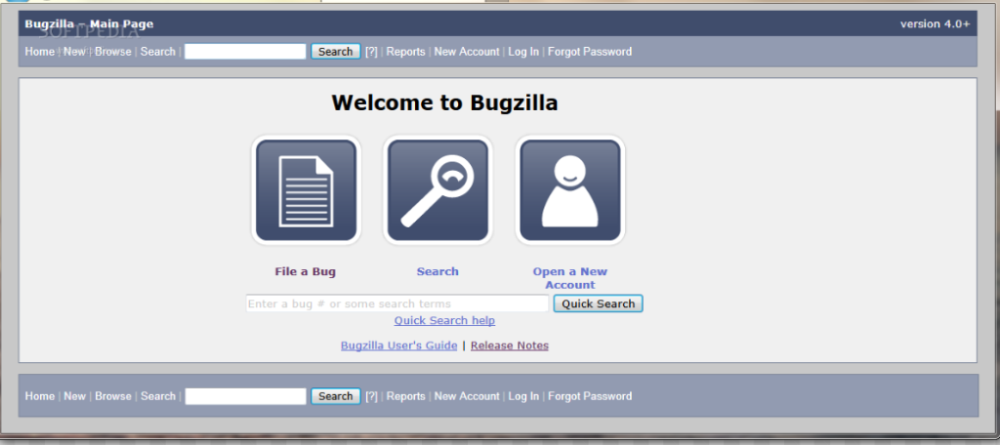 Bugzilla – Main Page version 4.0+
SOFTPEDIA
Home | New | Browse | Search | Search [?] | Reports | New Account | Log In | Forgot Password
Welcome to Bugzilla
File a Bug Search Open a New
Account
Enter a bug # or some search terms Quick Search
Quick Search help
Bugzilla User's Guide | Release Notes
Home | New | Browse | Search | Search [?] | Reports | New Account | Log In | Forgot Password